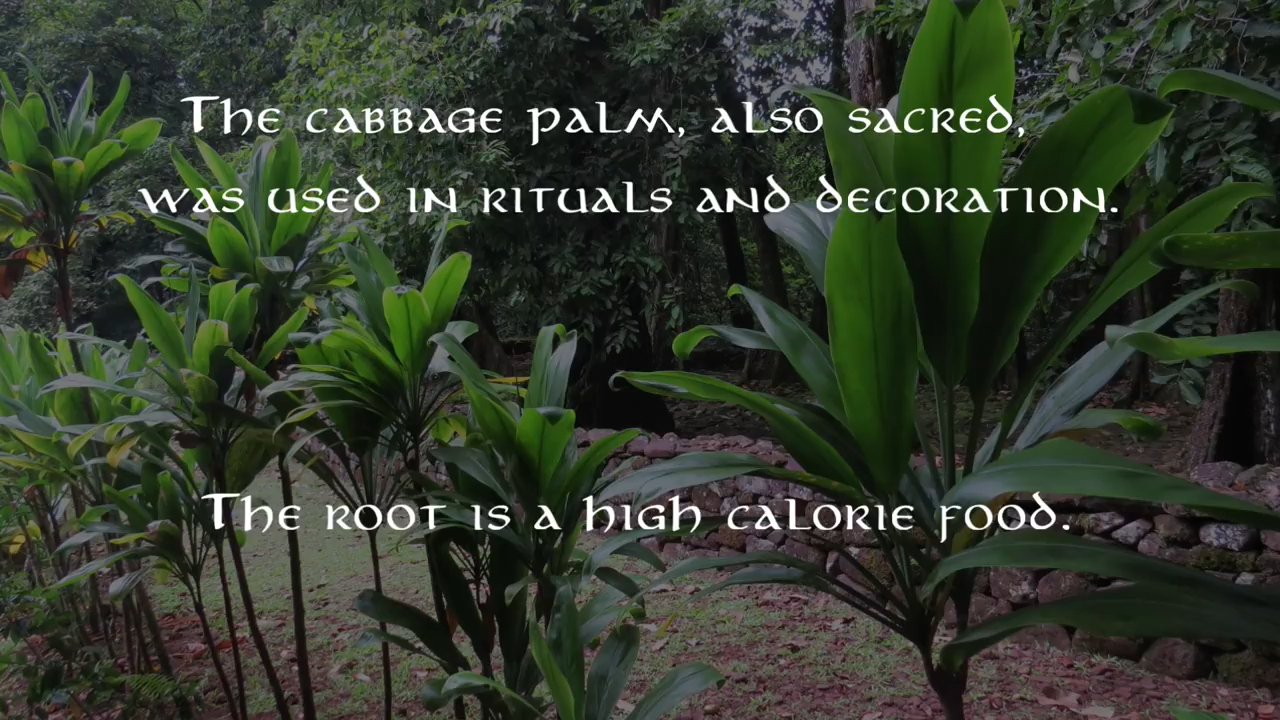 The cabbage palm, also sacred,
was used in rituals and decoration.
The root is a high calorie food.